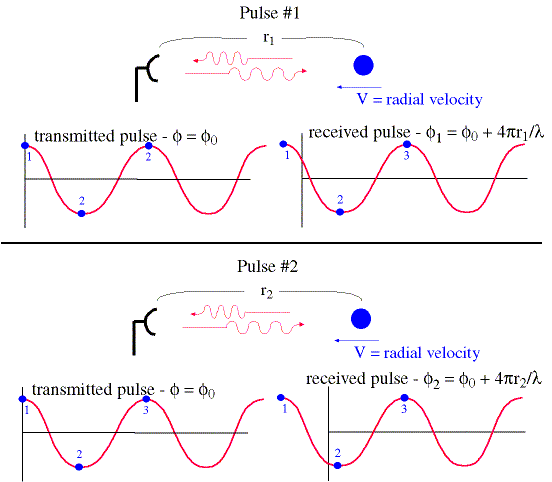 Pulse #1
r₁
V = radial velocity
transmitted pulse - ϕ = ϕ₀
received pulse - ϕ₁ = ϕ₀ + 4πr₁/λ
1
2
2
1
2
3
Pulse #2
r₂
V = radial velocity
transmitted pulse - ϕ = ϕ₀
received pulse - ϕ₂ = ϕ₀ + 4πr₂/λ
1
2
3
1
2
3